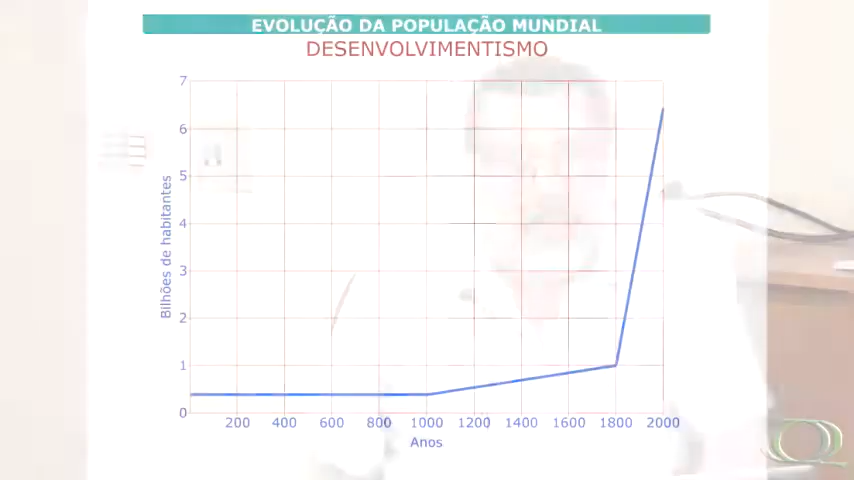 EVOLUÇÃO DA POPULAÇÃO MUNDIAL
DESENVOLVIMENTISMO
7
6
5
4
3
2
1
0
Bilhões de habitantes
200 400 600 800 1000 1200 1400 1600 1800 2000
Anos